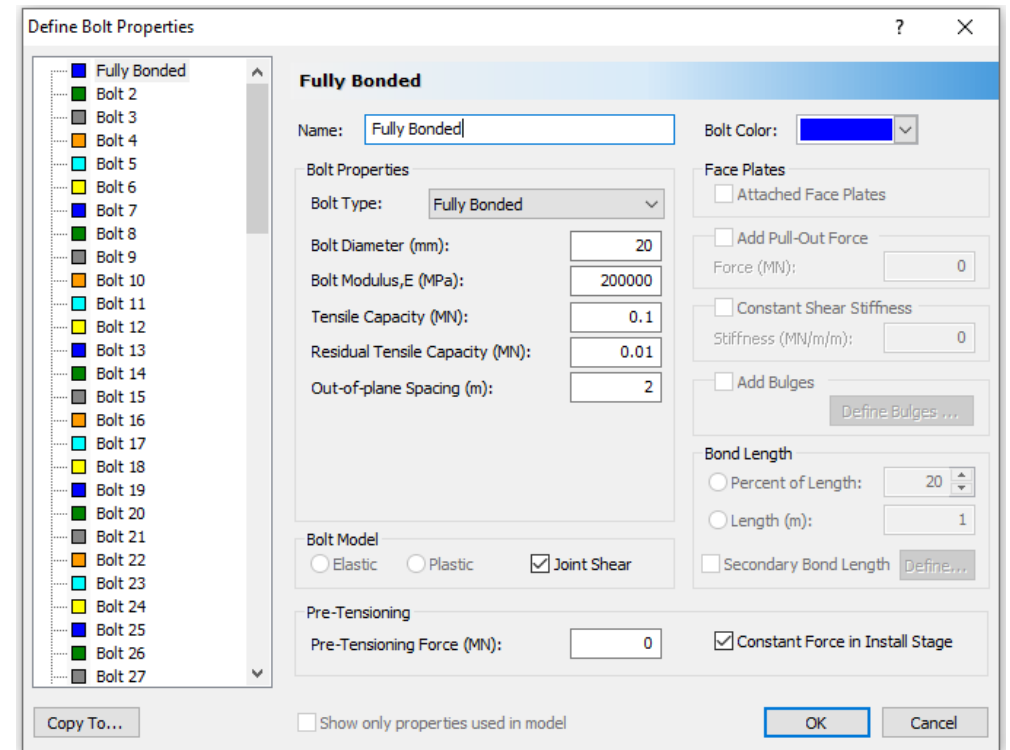 Define Bolt Properties
?
Fully Bonded
Bolt 2
Bolt 3
Bolt 4
Bolt 5
Bolt 6
Bolt 7
Bolt 8
Bolt 9
Bolt 10
Bolt 11
Bolt 12
Bolt 13
Bolt 14
Bolt 15
Bolt 16
Bolt 17
Bolt 18
Bolt 19
Bolt 20
Bolt 21
Bolt 22
Bolt 23
Bolt 24
Bolt 25
Bolt 26
Bolt 27
Copy To...
Fully Bonded
Name: Fully Bonded
Bolt Color:
Bolt Properties
Bolt Type: Fully Bonded
Bolt Diameter (mm): 20
Bolt Modulus,E (MPa): 200000
Tensile Capacity (MN): 0.1
Residual Tensile Capacity (MN): 0.01
Out-of-plane Spacing (m): 2
Bolt Model
Elastic Plastic Joint Shear
Face Plates
Attached Face Plates
Add Pull-Out Force
Force (MN): 0
Constant Shear Stiffness
Stiffness (MN/m/m): 0
Add Bulges
Define Bulges ...
Bond Length
Percent of Length: 20
Length (m): 1
Secondary Bond Length Define...
Pre-Tensioning
Pre-Tensioning Force (MN): 0
Constant Force in Install Stage
Show only properties used in model
OK Cancel